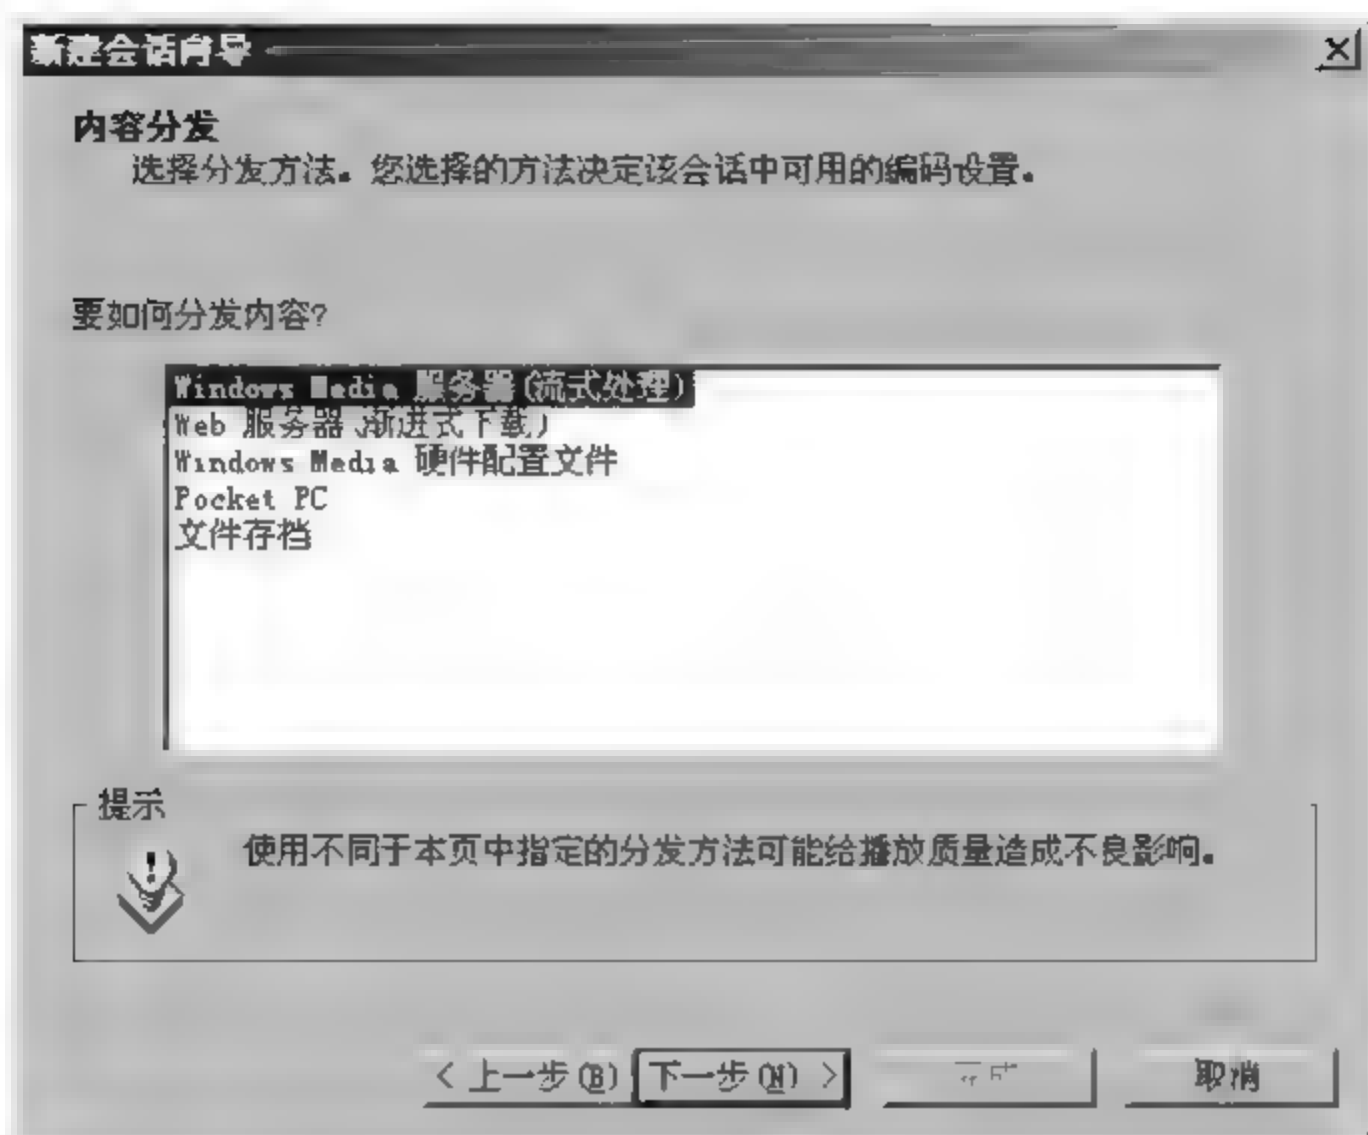 新建会话向导
内容分发
选择分发方法。您选择的方法决定该会话中可用的编码设置。
要如何分发内容?
Windows Media 服务器(流式处理)
Web 服务器(渐进式下载)
Windows Media 硬件配置文件
Pocket PC
文件存档
提示
使用不同于本页中指定的分发方法可能给播放质量造成不良影响。
< 上一步(B)
下一步(N) >
取消